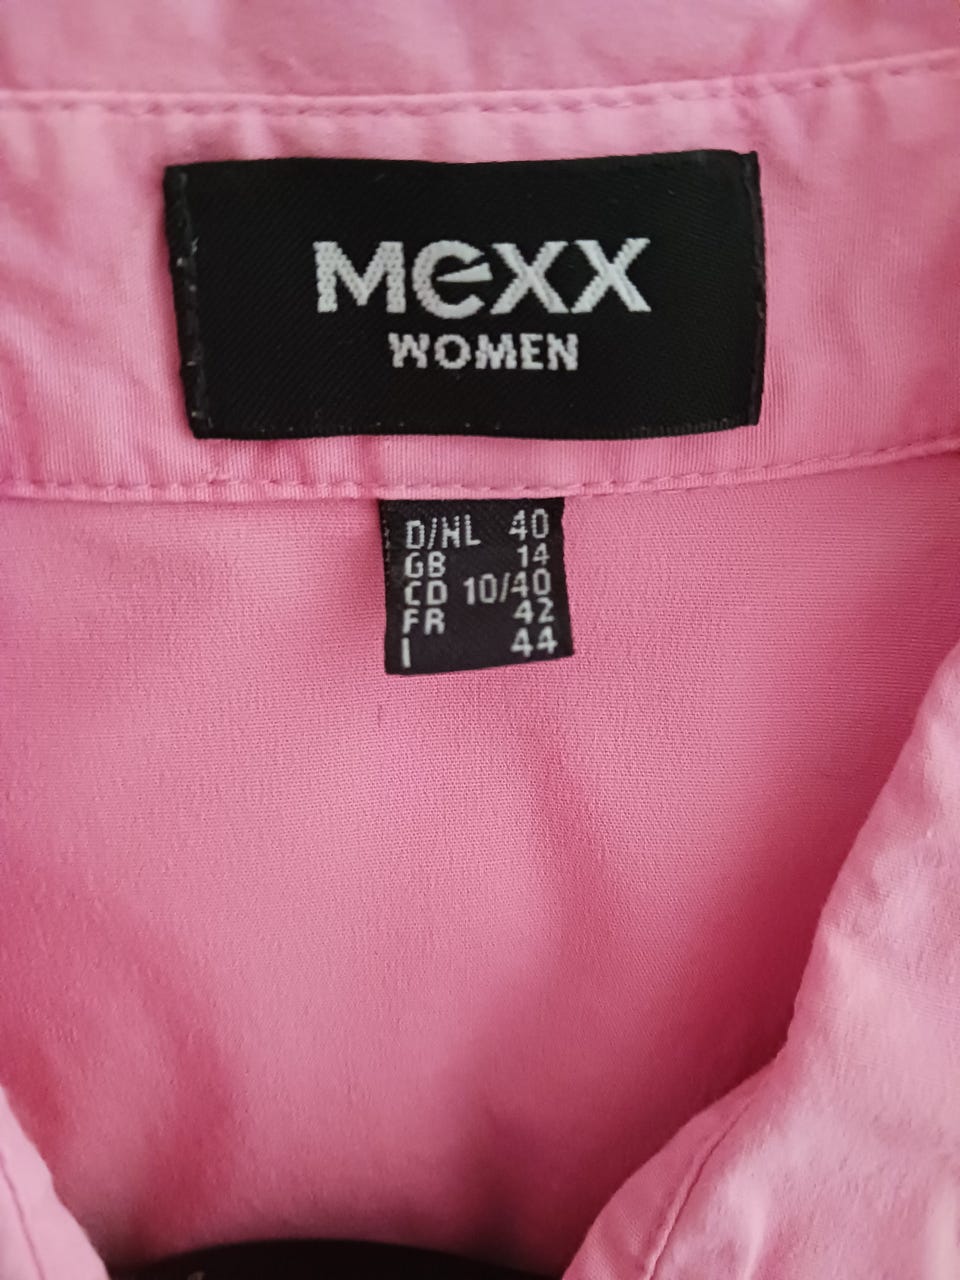 MEXX
WOMEN
D/NL 40
GB 14
CD 10/40
FR 42
I 44